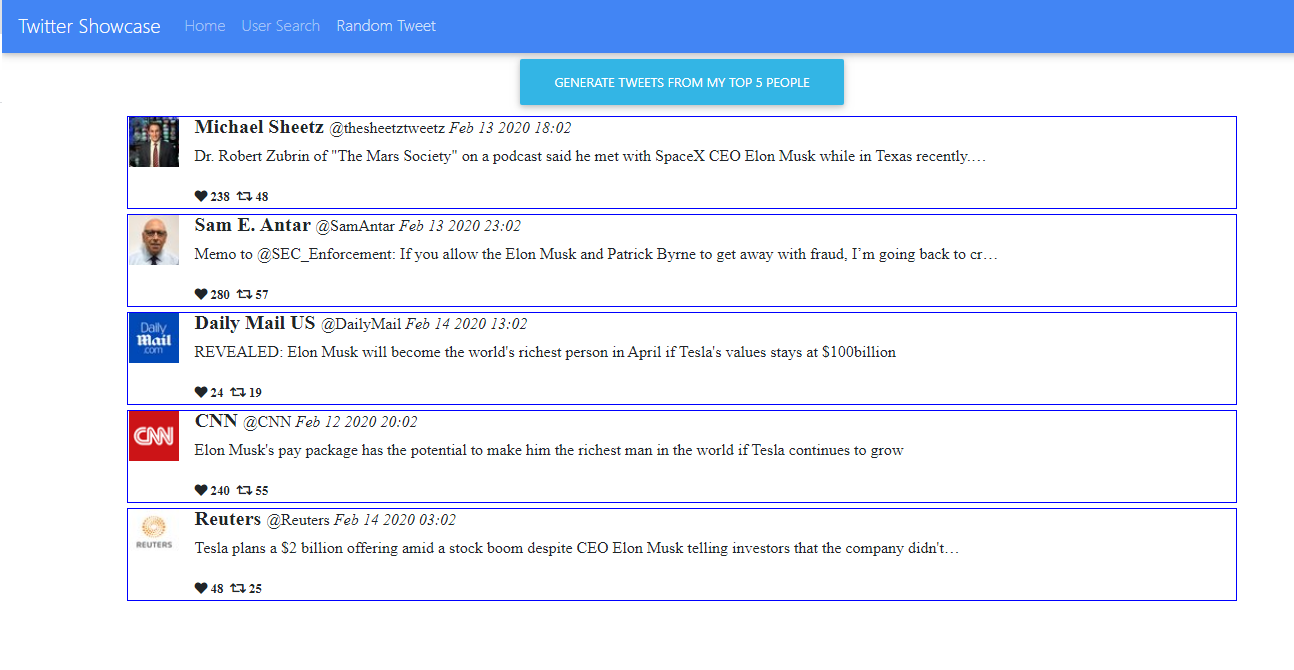 Twitter Showcase Home User Search Random Tweet
GENERATE TWEETS FROM MY TOP 5 PEOPLE
Michael Sheetz @thesheetztweetz Feb 13 2020 18:02
Dr. Robert Zubrin of "The Mars Society" on a podcast said he met with SpaceX CEO Elon Musk while in Texas recently.…
238 48
Sam E. Antar @SamAntar Feb 13 2020 23:02
Memo to @SEC_Enforcement: If you allow the Elon Musk and Patrick Byrne to get away with fraud, I’m going back to cr…
280 57
Daily
Mail
.com
Daily Mail US @DailyMail Feb 14 2020 13:02
REVEALED: Elon Musk will become the world's richest person in April if Tesla's values stays at $100billion
24 19
CNN
CNN @CNN Feb 12 2020 20:02
Elon Musk's pay package has the potential to make him the richest man in the world if Tesla continues to grow
240 55
REUTERS
Reuters @Reuters Feb 14 2020 03:02
Tesla plans a $2 billion offering amid a stock boom despite CEO Elon Musk telling investors that the company didn't…
48 25